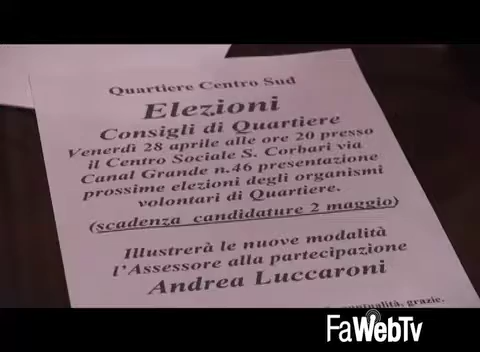 Quartiere Centro Sud
Elezioni
Consigli di Quartiere
Venerdì 28 aprile alle ore 20 presso
il Centro Sociale S. Corbari via
Canal Grande n.46 presentazione
prossime elezioni degli organismi
volontari di Quartiere.
(scadenza candidature 2 maggio)
Illustrerà le nuove modalità
l'Assessore alla partecipazione
Andrea Luccaroni
puntualità, grazie,
FaWebTv